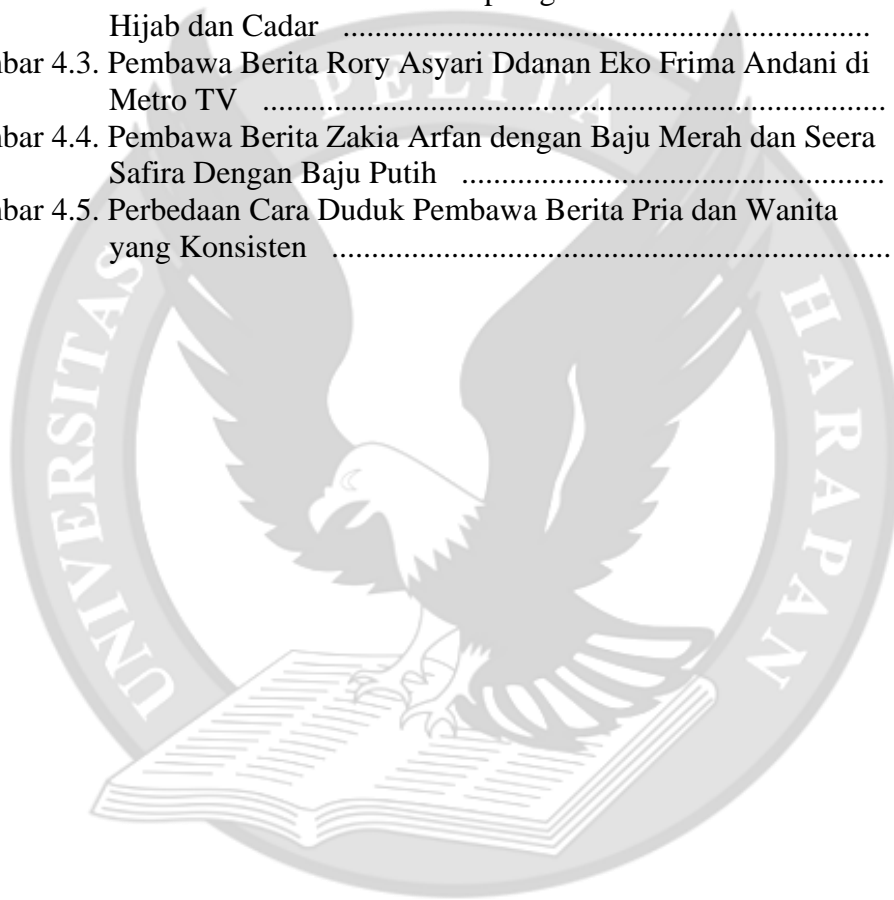 Hijab dan Cadar ...................................................................
bar 4.3. Pembawa Berita Rory Asyari Ddanan Eko Frima Andani di
Metro TV ...............................................................................
bar 4.4. Pembawa Berita Zakia Arfan dengan Baju Merah dan Seera
Safira Dengan Baju Putih ......................................................
bar 4.5. Perbedaan Cara Duduk Pembawa Berita Pria dan Wanita
yang Konsisten .......................................................................
UNIVERSITAS PELITA HARAPAN